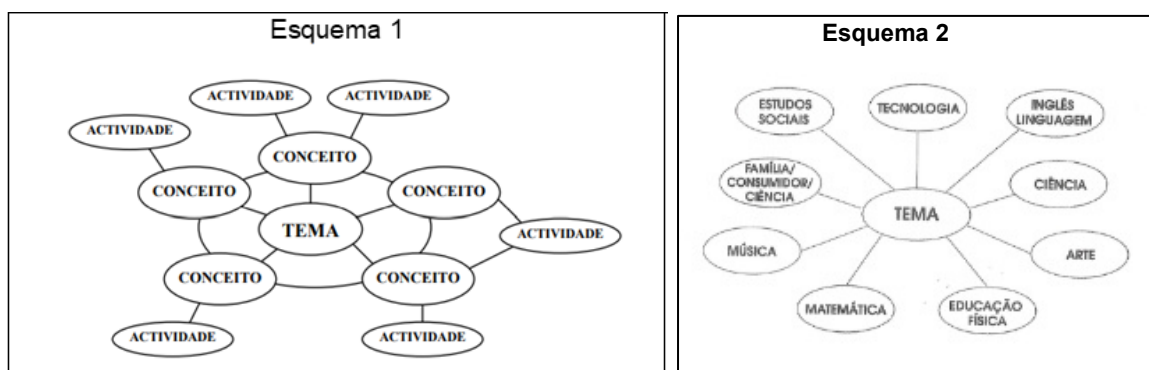 Esquema 1
ACTIVIDADE
ACTIVIDADE
ACTIVIDADE
CONCEITO
CONCEITO
CONCEITO
TEMA
ACTIVIDADE
CONCEITO
CONCEITO
ACTIVIDADE
ACTIVIDADE
Esquema 2
ESTUDOS
SOCIAIS
TECNOLOGIA
INGLÊS
LINGUAGEM
FAMÍLIA/
CONSUMIDOR/
CIÊNCIA
CIÊNCIA
TEMA
MÚSICA
ARTE
MATEMÁTICA
EDUCAÇÃO
FÍSICA